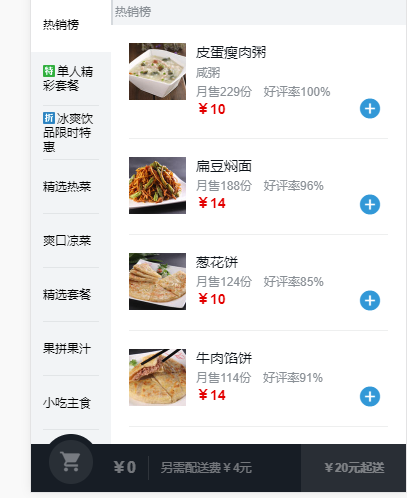 热销榜
特 单人精
彩套餐
折 冰爽饮
品限时特
惠
精选热菜
爽口凉菜
精选套餐
果拼果汁
小吃主食
热销榜
皮蛋瘦肉粥
咸粥
月售229份 好评率100%
￥10
扁豆焖面
月售188份 好评率96%
￥14
葱花饼
月售124份 好评率85%
￥10
牛肉馅饼
月售114份 好评率91%
￥14
￥0 另需配送费￥4元 ￥20元起送